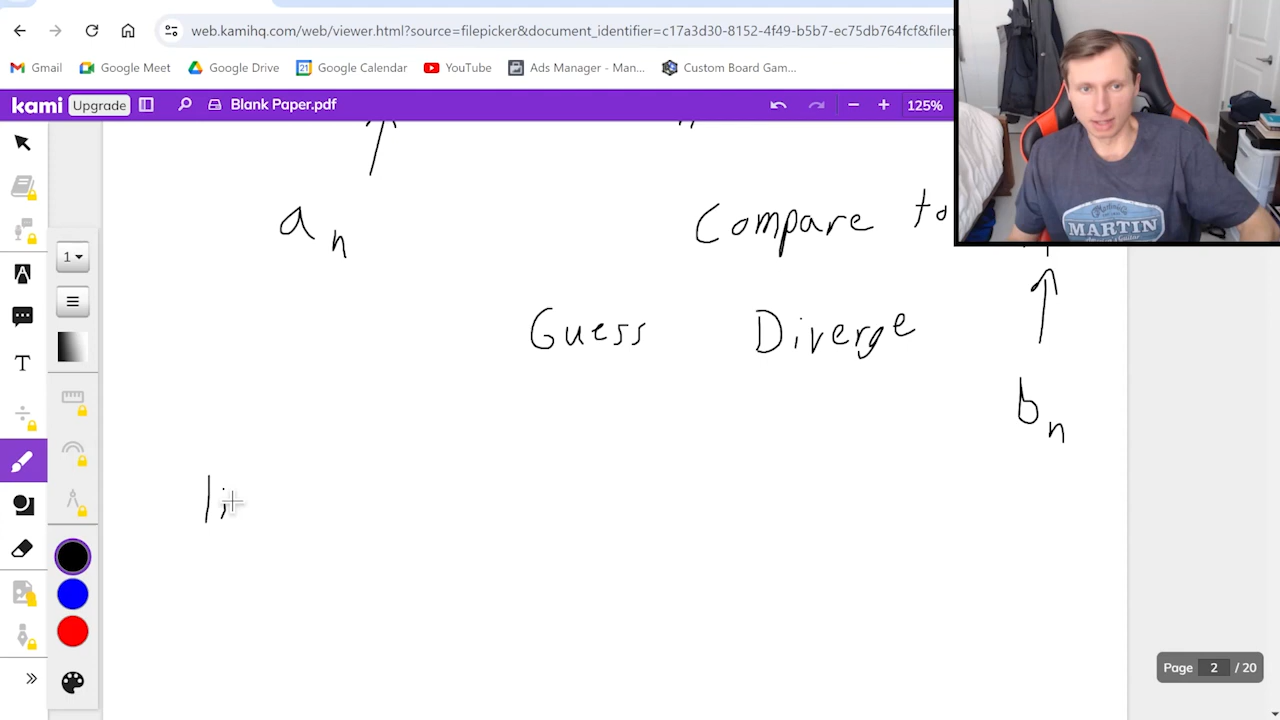 web.kamihq.com/web/viewer.html?source=filepicker&document_identifier=c17a3d30-8152-4f49-b5b7-ec75db764fcf&filen
Gmail Google Meet Google Drive 31 Google Calendar YouTube Ads Manager - Man... Custom Board Gam...
kami Upgrade Blank Paper.pdf 125%
MARTIN
a n Compare to
1
Guess Diverge
T
b n
li
Page 2 / 20